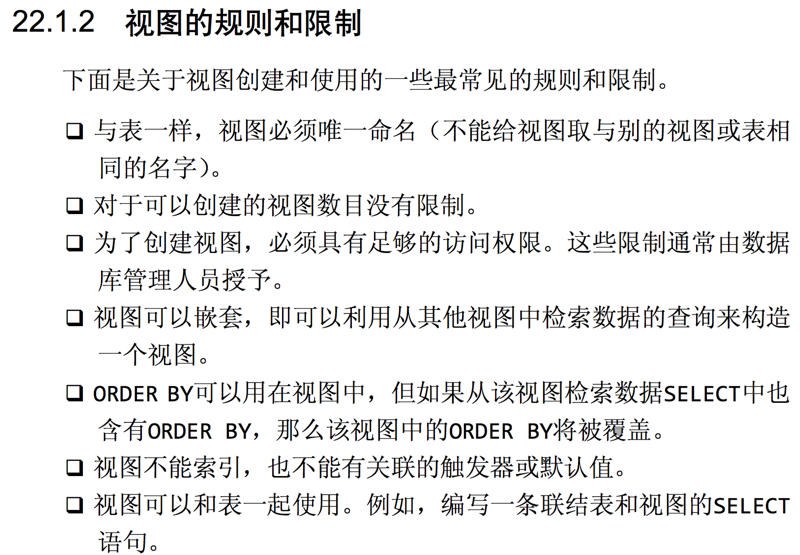 22.1.2 视图的规则和限制
下面是关于视图创建和使用的一些最常见的规则和限制。
❑ 与表一样，视图必须唯一命名（不能给视图取与别的视图或表相
同的名字）。
❑ 对于可以创建的视图数目没有限制。
❑ 为了创建视图，必须具有足够的访问权限。这些限制通常由数据
库管理人员授予。
❑ 视图可以嵌套，即可以利用从其他视图中检索数据的查询来构造
一个视图。
❑ ORDER BY可以用在视图中，但如果从该视图检索数据SELECT中也
含有ORDER BY，那么该视图中的ORDER BY将被覆盖。
❑ 视图不能索引，也不能有关联的触发器或默认值。
❑ 视图可以和表一起使用。例如，编写一条联结表和视图的SELECT
语句。